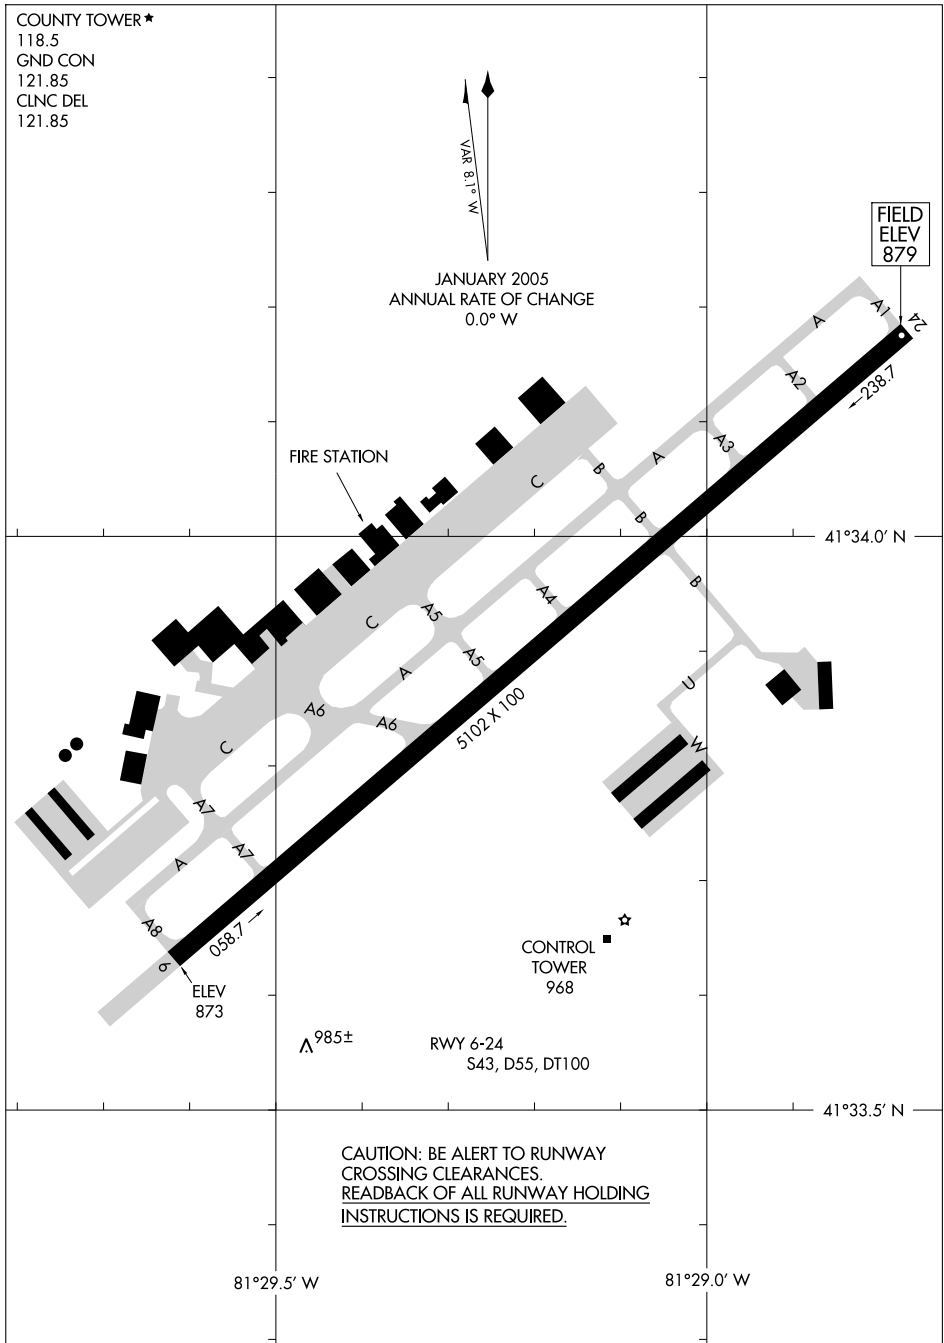 COUNTY TOWER★
118.5
GND CON
121.85
CLNC DEL
121.85
VAR 8.1° W
JANUARY 2005
ANNUAL RATE OF CHANGE
0.0° W
FIELD
ELEV
879
A
A1
24
A2
238.7
A3
A
FIRE STATION
C
B
B
41°34.0' N
B
A4
A5
C
A5
A
U
A6
A6
5102 X 100
C
W
A7
A7
A
A8
058.7
6
ELEV
873
CONTROL
TOWER
968
985±
RWY 6-24
S43, D55, DT100
41°33.5' N
CAUTION: BE ALERT TO RUNWAY
CROSSING CLEARANCES.
READBACK OF ALL RUNWAY HOLDING
INSTRUCTIONS IS REQUIRED.
81°29.5' W
81°29.0' W